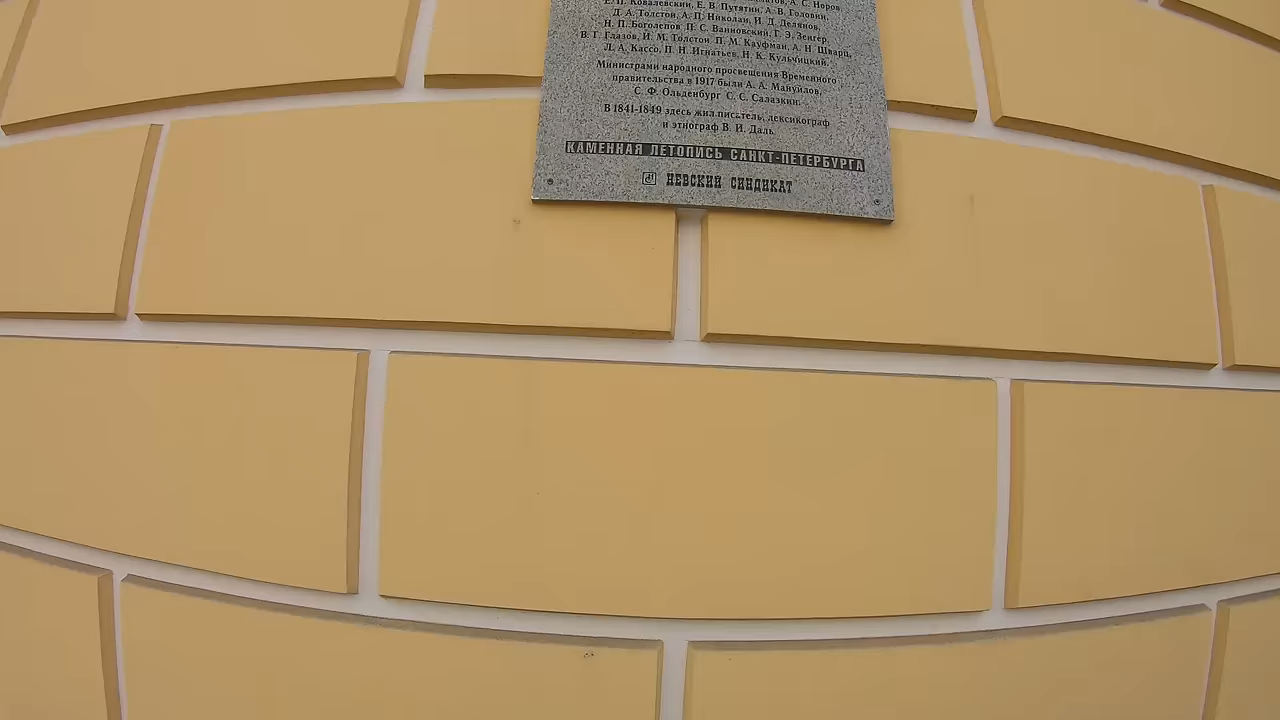 А. С. Норов,
Е. П. Ковалевский, Е. В. Путятин, А. В. Головнин,
Д. А. Толстой, А. П. Николаи, И. Д. Делянов,
Н. П. Боголепов, П. С. Ванновский, Г. Э. Зенгер,
В. Г. Глазов, И. М. Толстой, П. М. Кауфман, А. Н. Шварц,
Л. А. Кассо, П. Н. Игнатьев, Н. К. Кульчицкий.
Министрами народного просвещения Временного
правительства в 1917 были А. А. Мануйлов,
С. Ф. Ольденбург С. С. Салазкин.
В 1841-1849 здесь жил писатель, лексикограф
и этнограф В. И. Даль.
КАМЕННАЯ ЛЕТОПИСЬ САНКТ-ПЕТЕРБУРГА
НЕВСКИЙ СИНДИКАТ